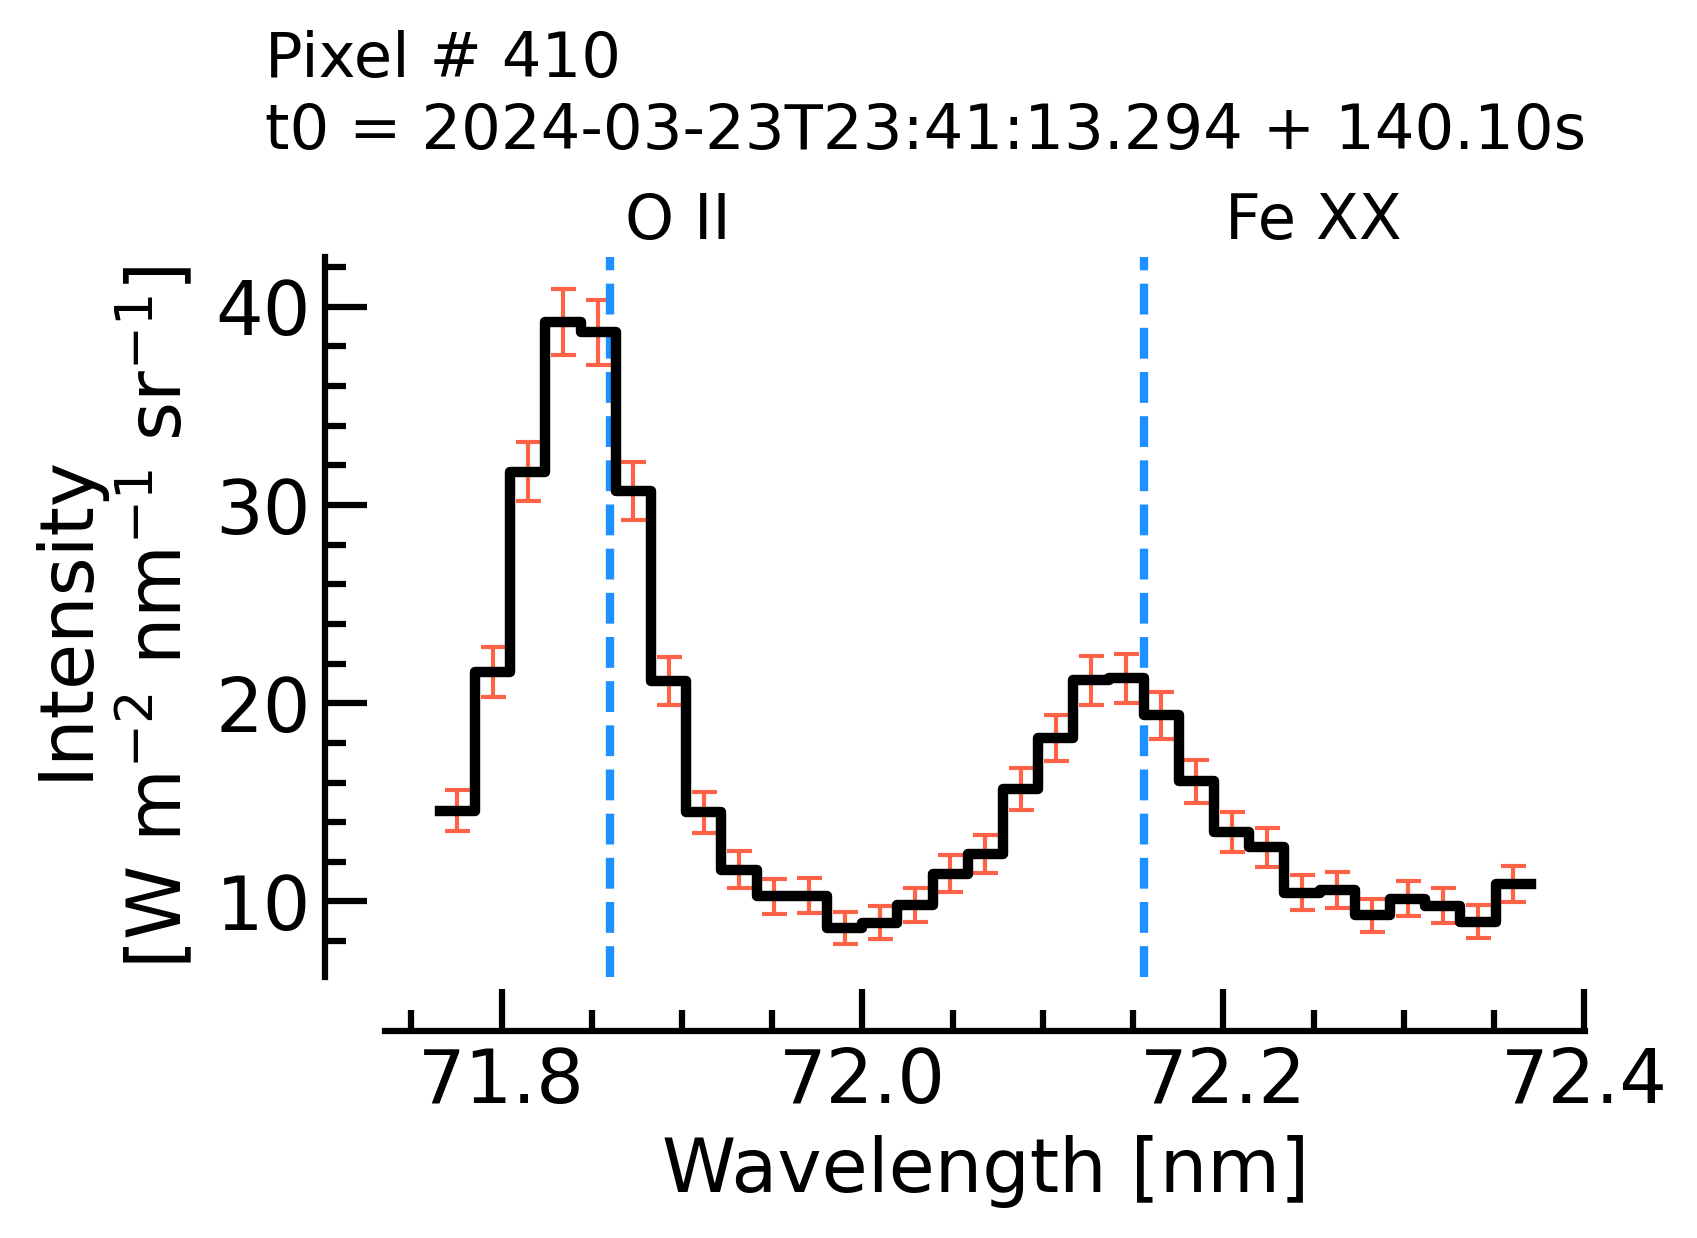 Pixel # 410
t0 = 2024-03-23T23:41:13.294 + 140.10s
O II
Fe XX
Intensity
[W m⁻² nm⁻¹ sr⁻¹]
40
30
20
10
71.8 72.0 72.2 72.4
Wavelength [nm]